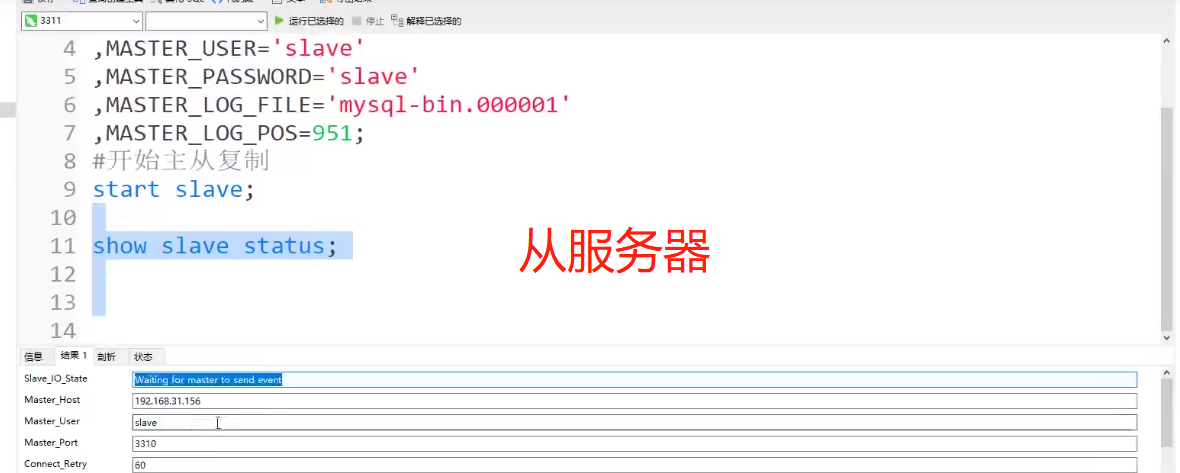 3311
运行已选择的 停止 解释已选择的
4 ,MASTER_USER='slave'
5 ,MASTER_PASSWORD='slave'
6 ,MASTER_LOG_FILE='mysql-bin.000001'
7 ,MASTER_LOG_POS=951;
8 #开始主从复制
9 start slave;
10
11 show slave status;
从服务器
12
13
14
信息 结果 1 剖析 状态
Slave_IO_State Waiting for master to send event
Master_Host 192.168.31.156
Master_User slave
Master_Port 3310
Connect_Retry 60